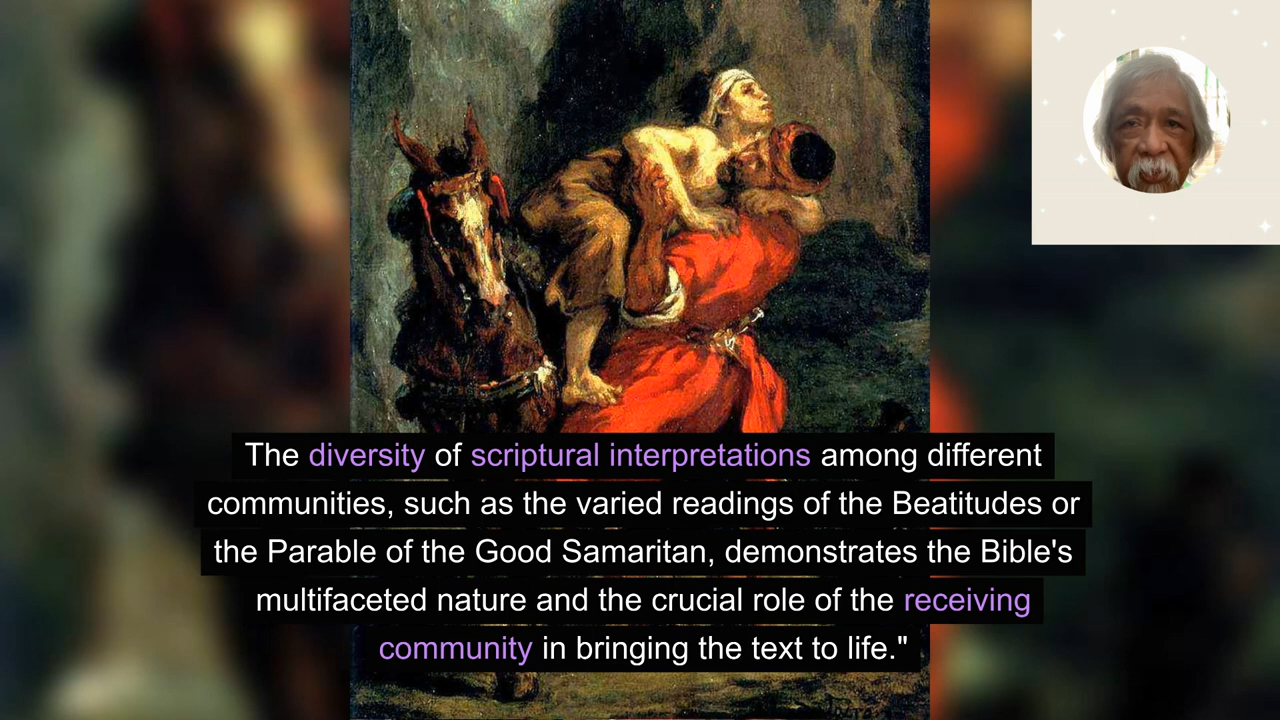 The diversity of scriptural interpretations among different
communities, such as the varied readings of the Beatitudes or
the Parable of the Good Samaritan, demonstrates the Bible's
multifaceted nature and the crucial role of the receiving
community in bringing the text to life."